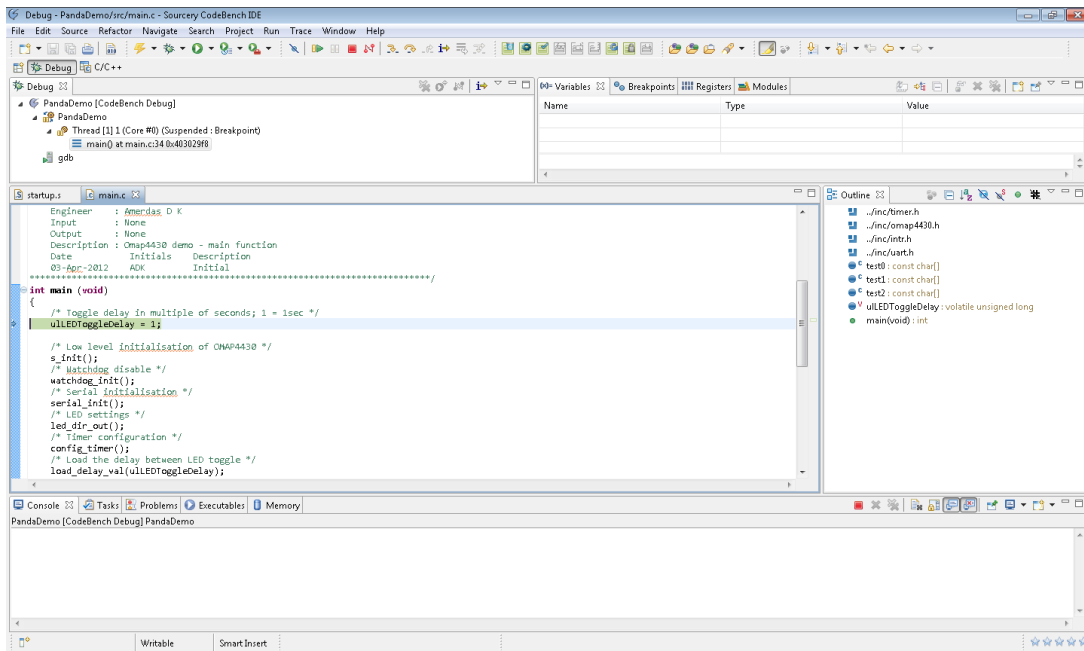 Debug - PandaDemo/src/main.c - Sourcery CodeBench IDE
File Edit Source Refactor Navigate Search Project Run Trace Window Help
Debug C/C++
Debug
PandaDemo [CodeBench Debug]
PandaDemo
Thread [1] 1 (Core #0) (Suspended : Breakpoint)
main() at main.c:34 0x403029f8
gdb
(x)= Variables Breakpoints Registers Modules
Name Type Value
startup.s main.c
Engineer : Amerdas D K
Input : None
Output : None
Description : Omap4430 demo - main function
Date Initials Description
03-Apr-2012 ADK Initial
******************************************************************************/
int main (void)
{
/* Toggle delay in multiple of seconds; 1 = 1sec */
ulLEDToggleDelay = 1;
/* Low level initialisation of OMAP4430 */
s_init();
/* Watchdog disable */
watchdog_init();
/* Serial initialisation */
serial_init();
/* LED settings */
led_dir_out();
/* Timer configuration */
config_timer();
/* Load the delay between LED toggle */
load_delay_val(ulLEDToggleDelay);
Outline
../inc/timer.h
../inc/omap4430.h
../inc/intr.h
../inc/uart.h
test0 : const char[]
test1 : const char[]
test2 : const char[]
ulLEDToggleDelay : volatile unsigned long
main(void) : int
Console Tasks Problems Executables Memory
PandaDemo [CodeBench Debug] PandaDemo
Writable Smart Insert